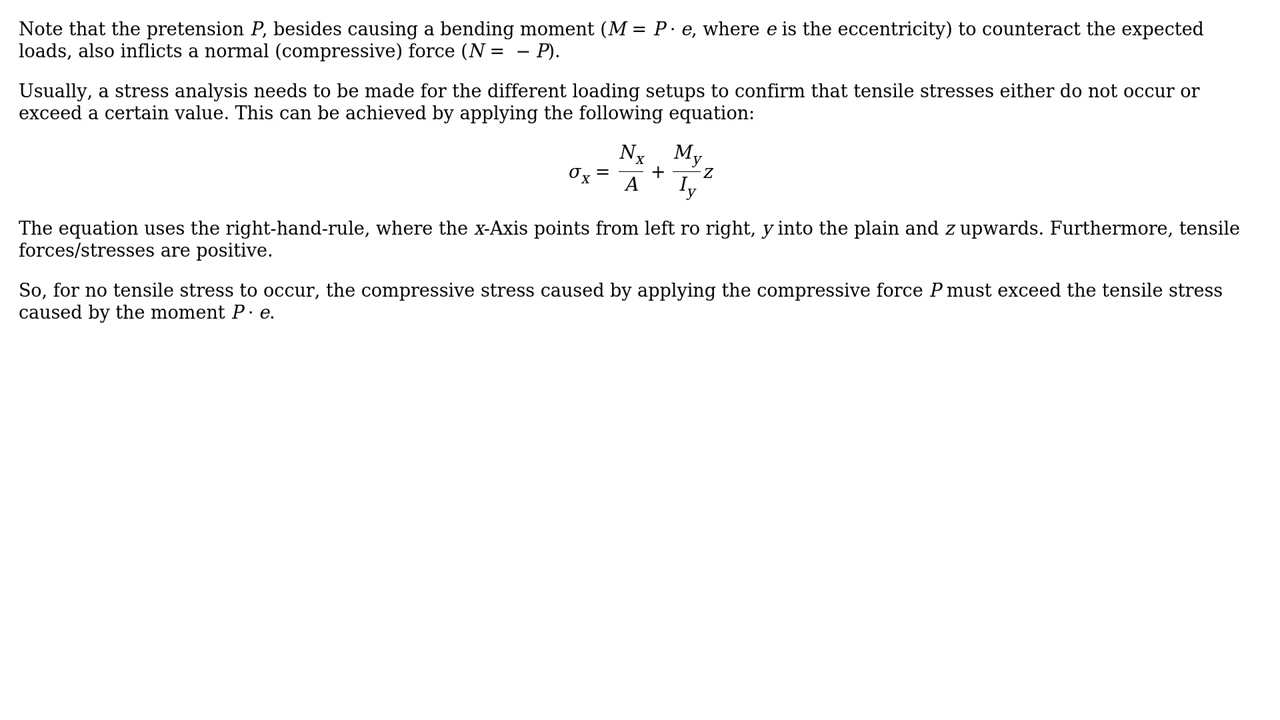 Note that the pretension P, besides causing a bending moment (M = P · e, where e is the eccentricity) to counteract the expected
loads, also inflicts a normal (compressive) force (N = − P).
Usually, a stress analysis needs to be made for the different loading setups to confirm that tensile stresses either do not occur or
exceed a certain value. This can be achieved by applying the following equation:
σ_x = N_x/A + M_y/I_y z
The equation uses the right-hand-rule, where the x-Axis points from left ro right, y into the plain and z upwards. Furthermore, tensile
forces/stresses are positive.
So, for no tensile stress to occur, the compressive stress caused by applying the compressive force P must exceed the tensile stress
caused by the moment P · e.